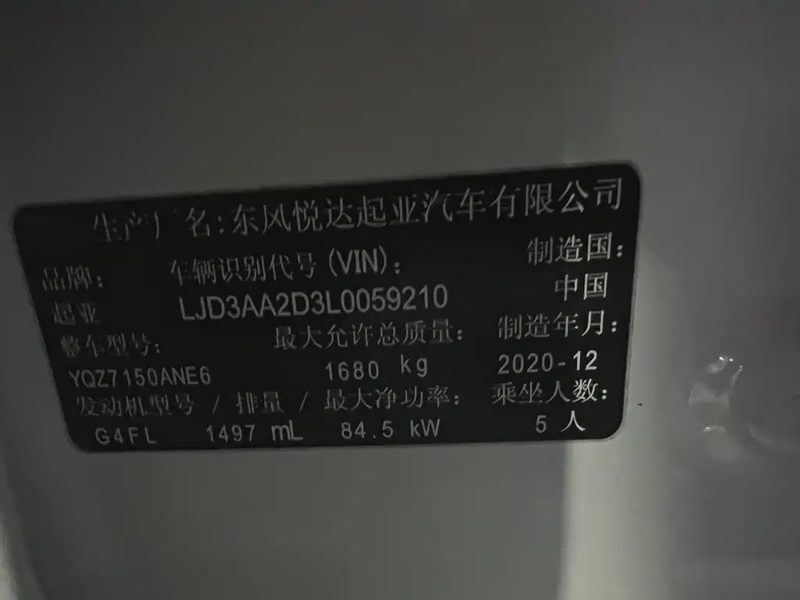 生产厂名:东风悦达起亚汽车有限公司
品牌: 车辆识别代号(VIN): 制造国:
起亚 LJD3AA2D3L0059210 中国
整车型号: 最大允许总质量: 制造年月:
YQZ7150ANE6 1680 kg 2020-12
发动机型号 / 排量 / 最大净功率: 乘坐人数:
G4FL 1497 mL 84.5 kW 5 人